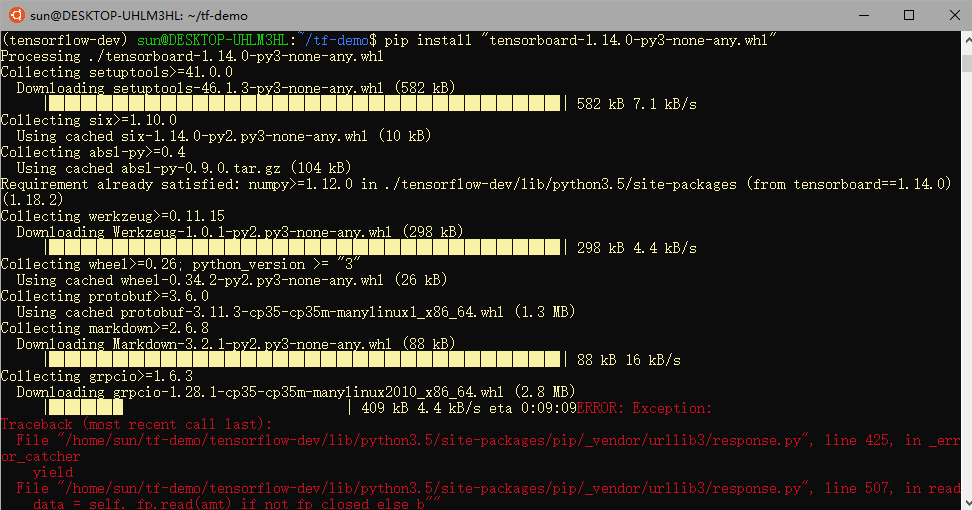 sun@DESKTOP-UHLM3HL: ~/tf-demo
(tensorflow-dev) sun@DESKTOP-UHLM3HL:~/tf-demo$ pip install "tensorboard-1.14.0-py3-none-any.whl"
Processing ./tensorboard-1.14.0-py3-none-any.whl
Collecting setuptools>=41.0.0
Downloading setuptools-46.1.3-py3-none-any.whl (582 kB)
|████████████████████████████████| 582 kB 7.1 kB/s
Collecting six>=1.10.0
Using cached six-1.14.0-py2.py3-none-any.whl (10 kB)
Collecting absl-py>=0.4
Using cached absl-py-0.9.0.tar.gz (104 kB)
Requirement already satisfied: numpy>=1.12.0 in ./tensorflow-dev/lib/python3.5/site-packages (from tensorboard==1.14.0)
(1.18.2)
Collecting werkzeug>=0.11.15
Downloading Werkzeug-1.0.1-py2.py3-none-any.whl (298 kB)
|████████████████████████████████| 298 kB 4.4 kB/s
Collecting wheel>=0.26; python_version >= "3"
Using cached wheel-0.34.2-py2.py3-none-any.whl (26 kB)
Collecting protobuf>=3.6.0
Using cached protobuf-3.11.3-cp35-cp35m-manylinux1_x86_64.whl (1.3 MB)
Collecting markdown>=2.6.8
Downloading Markdown-3.2.1-py2.py3-none-any.whl (88 kB)
|████████████████████████████████| 88 kB 16 kB/s
Collecting grpcio>=1.6.3
Downloading grpcio-1.28.1-cp35-cp35m-manylinux2010_x86_64.whl (2.8 MB)
|█████ | 409 kB 4.4 kB/s eta 0:09:09ERROR: Exception:
Traceback (most recent call last):
File "/home/sun/tf-demo/tensorflow-dev/lib/python3.5/site-packages/pip/_vendor/urllib3/response.py", line 425, in _err
or_catcher
yield
File "/home/sun/tf-demo/tensorflow-dev/lib/python3.5/site-packages/pip/_vendor/urllib3/response.py", line 507, in read
data = self._fp.read(amt) if not fp_closed else b""